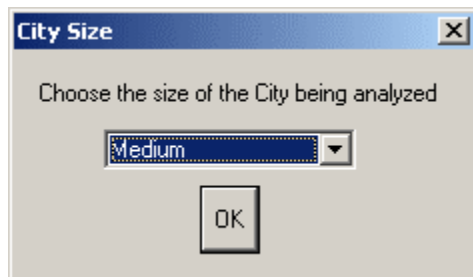 City Size
Choose the size of the City being analyzed
Medium
OK